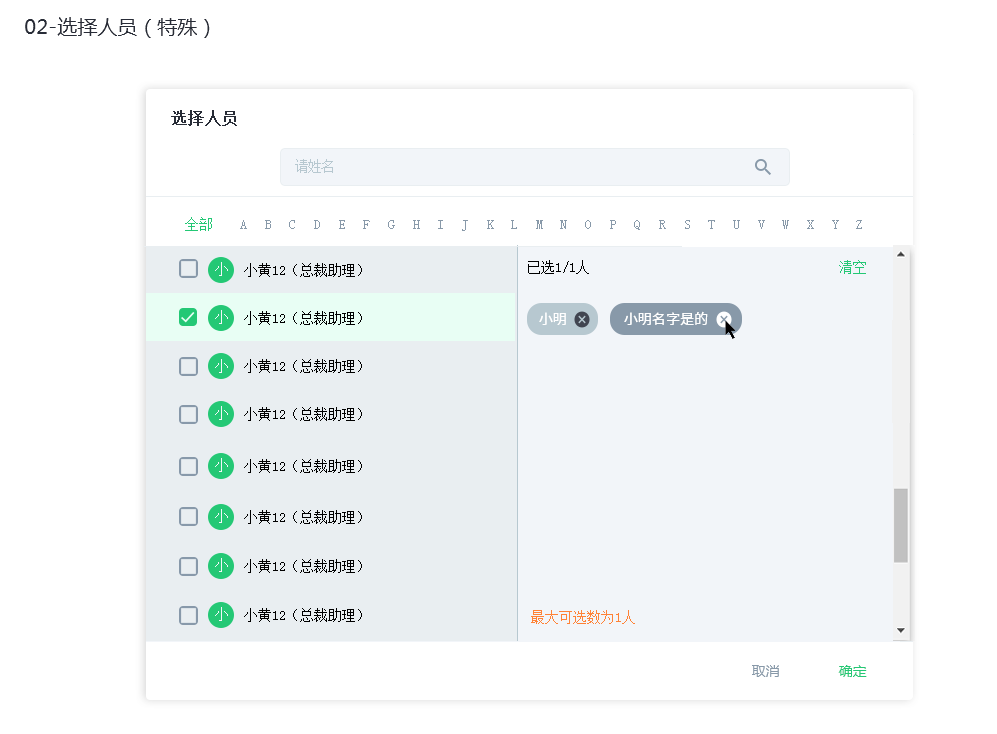 02-选择人员（特殊）
选择人员
请姓名
全部 A B C D E F G H I J K L M N O P Q R S T U V W X Y Z
小 小黄12（总裁助理）
已选1/1人 清空
小 小黄12（总裁助理）
小明 小明名字是的
小 小黄12（总裁助理）
小 小黄12（总裁助理）
小 小黄12（总裁助理）
小 小黄12（总裁助理）
小 小黄12（总裁助理）
小 小黄12（总裁助理）
最大可选数为1人
取消 确定